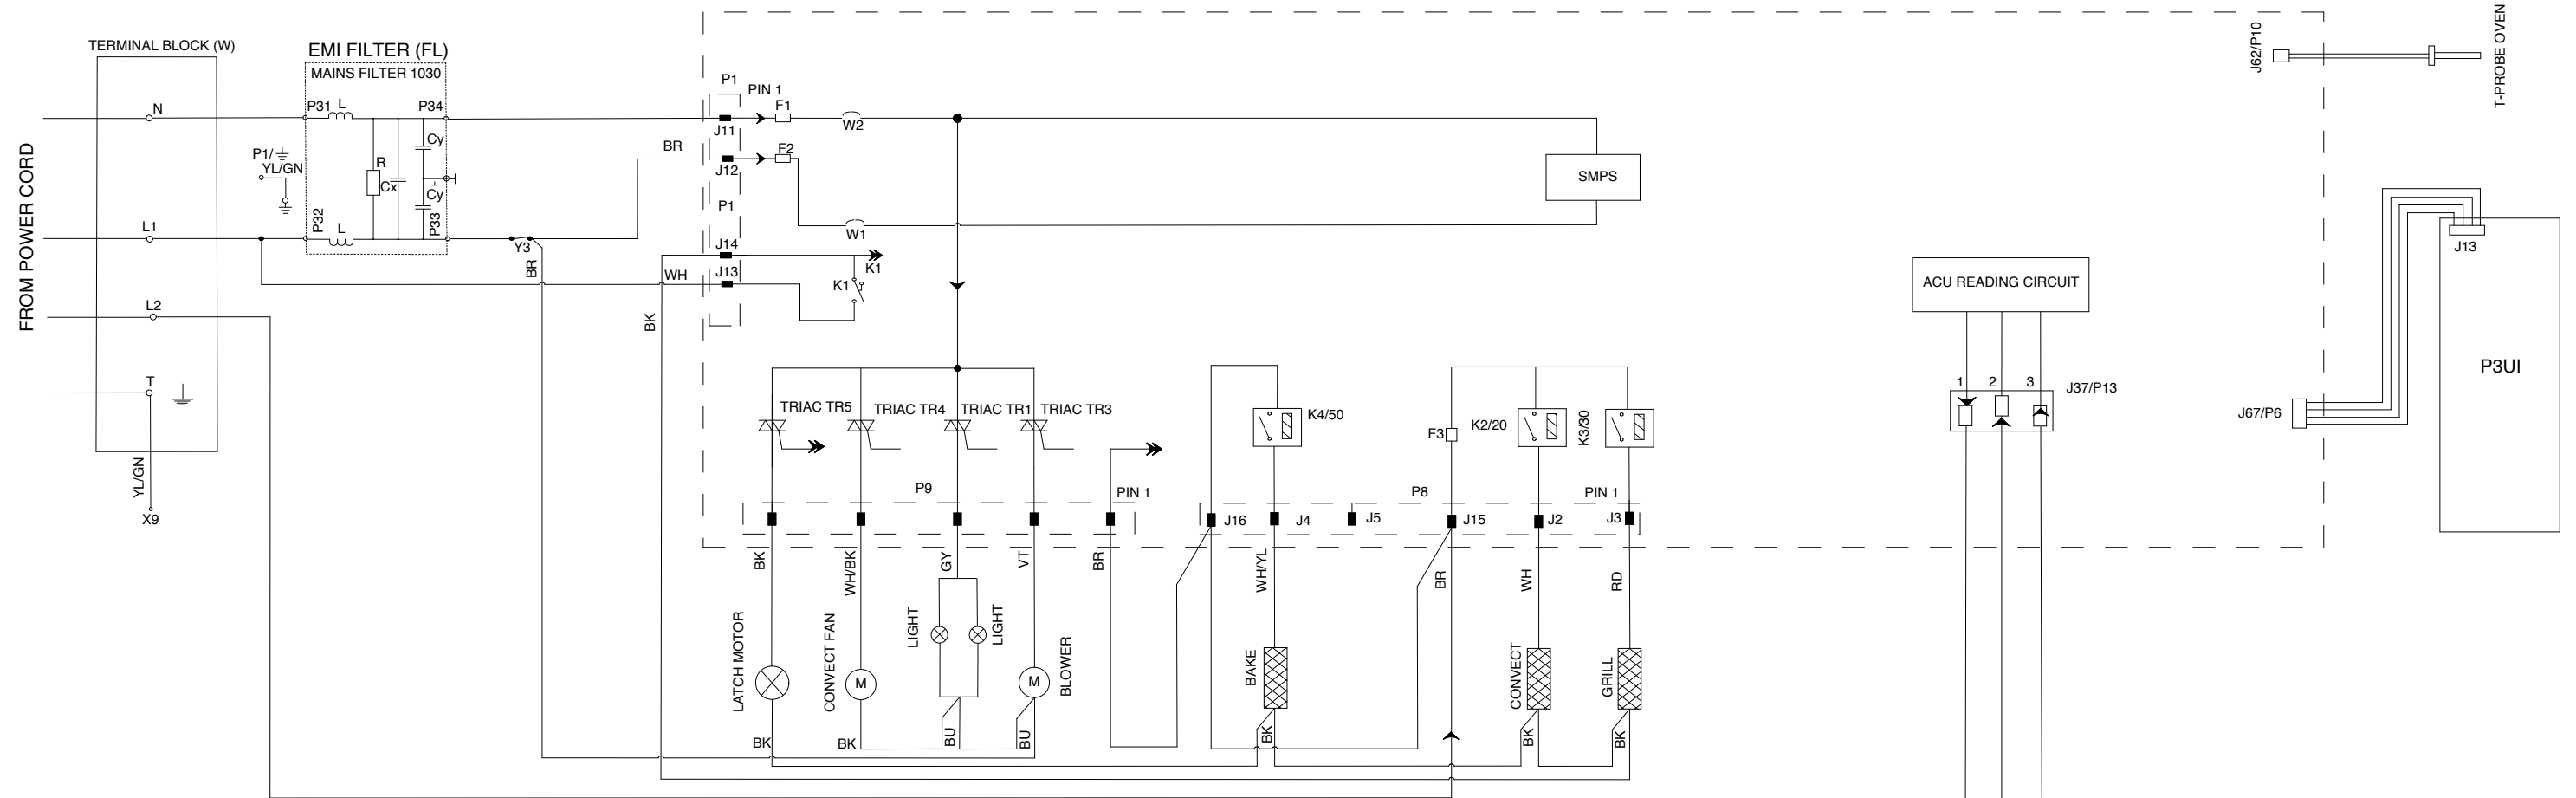 TERMINAL BLOCK (W)
EMI FILTER (FL)
MAINS FILTER 1030
FROM POWER CORD
N
P31
L
P34
P1/
YL/GN
R
Cx
Cy
Cy
P32
L
P33
L1
L2
T
YL/GN
X9
Y3
BR
BR
WH
BK
P1
PIN 1
J11
F1
W2
J12
F2
P1
W1
J14
J13
K1
K1
SMPS
J62/P10
T-PROBE OVEN
ACU READING CIRCUIT
1
2
3
J37/P13
J67/P6
J13
P3UI
TRIAC TR5
TRIAC TR4
TRIAC TR1
TRIAC TR3
K4/50
F3
K2/20
K3/30
P9
PIN 1
P8
PIN 1
J16
J4
J5
J15
J2
J3
BK
WH/BK
GY
VT
BR
WH/YL
BR
WH
RD
LATCH MOTOR
CONVECT FAN
M
LIGHT
LIGHT
M
BLOWER
BAKE
CONVECT
GRILL
BK
BK
BU
BU
BK
BK
BK